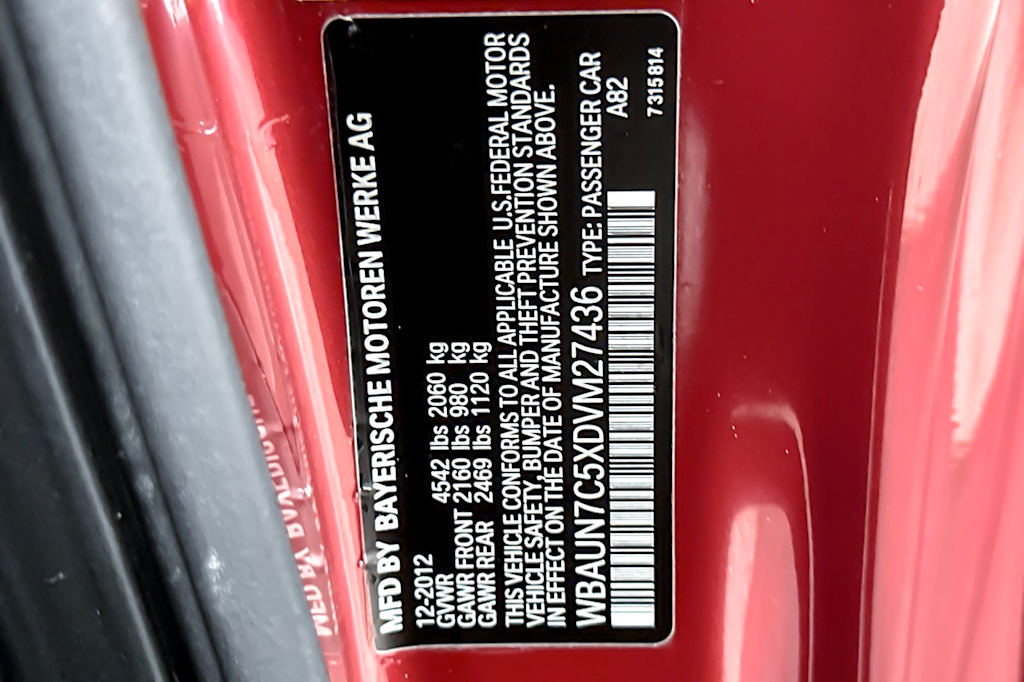 MFD BY BAYERISCHE MOTOREN WERKE AG
12-2012
GVWR 4542 lbs 2060 kg
GAWR FRONT 2160 lbs 980 kg
GAWR REAR 2469 lbs 1120 kg
THIS VEHICLE CONFORMS TO ALL APPLICABLE U.S.FEDERAL MOTOR
VEHICLE SAFETY, BUMPER AND THEFT PREVENTION STANDARDS
IN EFFECT ON THE DATE OF MANUFACTURE SHOWN ABOVE.
WBAUN7C5XDVM27436 TYPE: PASSENGER CAR
A82
7315814